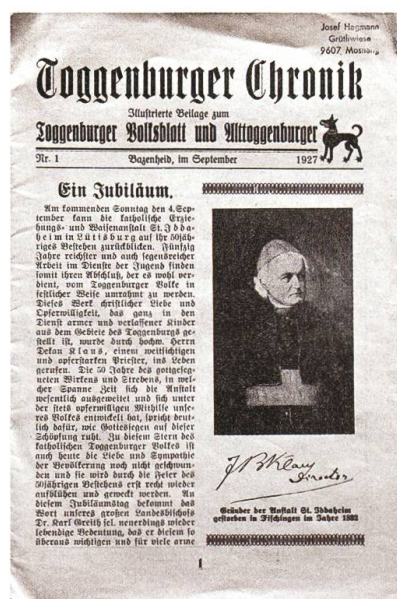 Josef Hagmann
Grütliwiese
9607 Mosnang
Toggenburger Chronik
Illustrierte Beilage zum
Toggenburger Volksblatt und Alttoggenburger
Nr. 1 Bazenheid, im September 1927
Ein Jubiläum.
Am kommenden Sonntag den 4. Sep-
tember kann die katholische Erzie-
hungs- und Waisenanstalt St. Idda-
heim in Lütisburg auf ihr 50jäh-
riges Bestehen zurückblicken. Fünfzig
Jahre reichster und auch segensreicher
Arbeit im Dienste der Jugend finden
somit ihren Abschluß, der es wohl ver-
dient, vom Toggenburger Volke in
festlicher Weise umrahmt zu werden.
Dieses Werk christlicher Liebe und
Opferwilligkeit, das ganz in den
Dienst armer und verlassener Kinder
aus dem Gebiete des Toggenburgs ge-
stellt ist, wurde durch hochw. Herrn
Dekan Klaus, einem weitsichtigen
und opferstarken Priester, ins Leben
gerufen. Die 50 Jahre des gottgeseg-
neten Wirkens und Strebens, in wel-
cher Spanne Zeit sich die Anstalt
wesentlich ausgeweitet und sich unter
der stets opferwilligen Mithilfe unse-
res Volkes entwickelt hat, spricht deut-
lich dafür, wie Gottessegen auf dieser
Schöpfung ruht. Zu diesem Stern des
katholischen Toggenburger Volkes ist
auch heute die Liebe und Sympathie
der Bevölkerung noch nicht geschwun-
den und sie wird durch die Feier des
50jährigen Bestehens erst recht wieder
aufblühen und geweckt werden. An
diesem Jubiläumstag bekommt das
Wort unseres großen Landesbischofs
Dr. Karl Greith sel. neuerdings wieder
lebendige Bedeutung, das er diesem so
überaus wichtigen und für viele arme
J B Klaus
Director
Gründer der Anstalt St. Iddaheim
gestorben in Fischingen im Jahre 1882
1